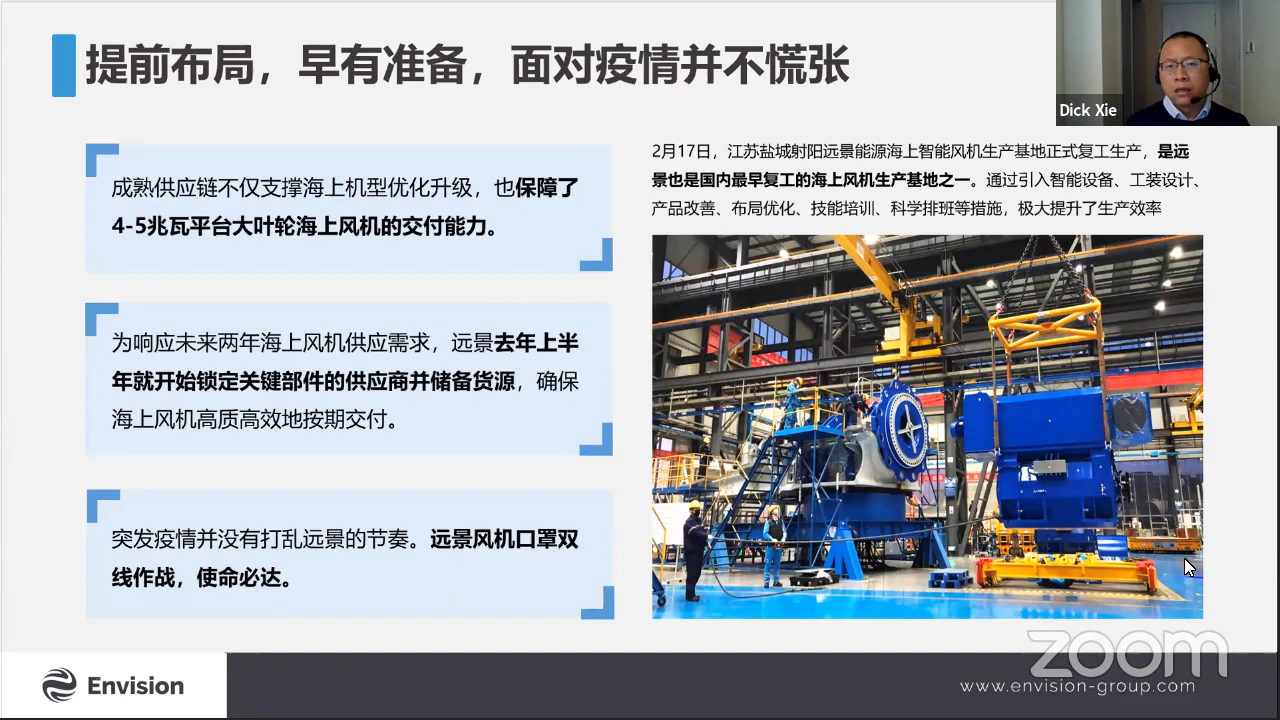 提前布局，早有准备，面对疫情并不慌张
Dick Xie
成熟供应链不仅支撑海上机型优化升级，也保障了
4-5兆瓦平台大叶轮海上风机的交付能力。
为响应未来两年海上风机供应需求，远景去年上半
年就开始锁定关键部件的供应商并储备货源，确保
海上风机高质高效地按期交付。
突发疫情并没有打乱远景的节奏。远景风机口罩双
线作战，使命必达。
2月17日，江苏盐城射阳远景能源海上智能风机生产基地正式复工生产，是远
景也是国内最早复工的海上风机生产基地之一。通过引入智能设备、工装设计、
产品改善、布局优化、技能培训、科学排班等措施，极大提升了生产效率
zoom
Envision
www.envision-group.com